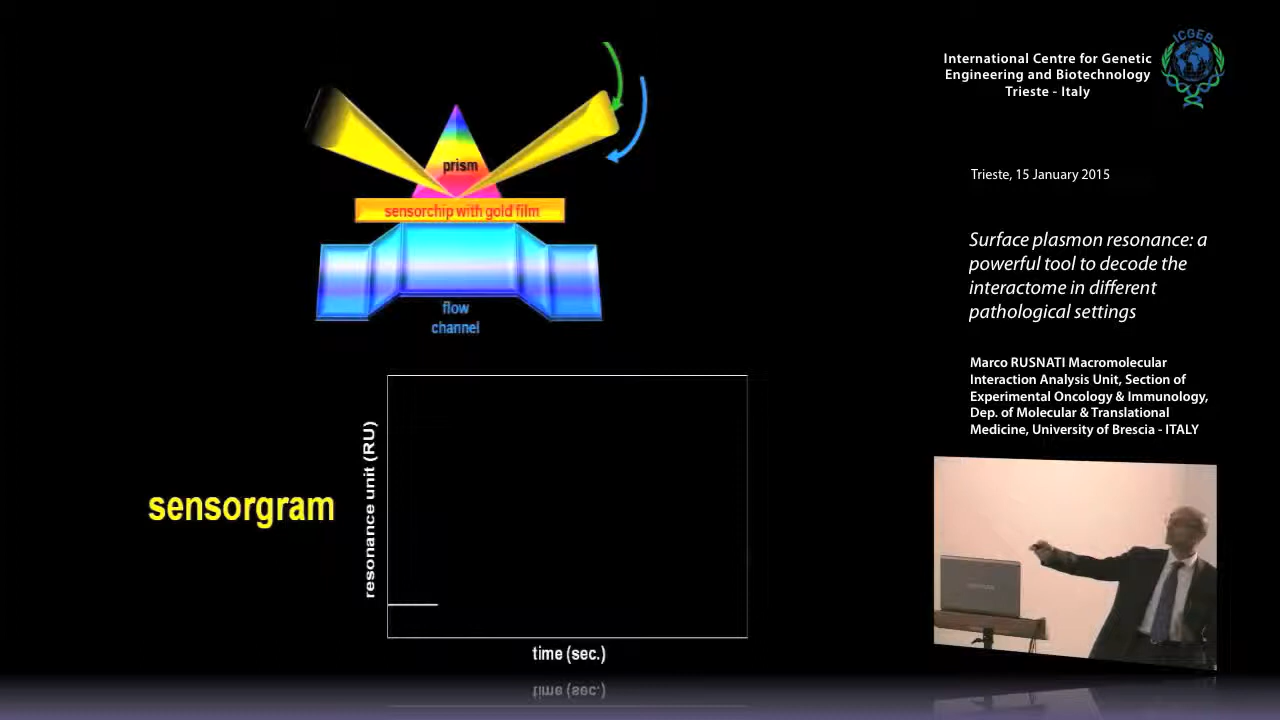 prism
sensorchip with gold film
flow
channel
sensorgram
resonance unit (RU)
time (sec.)
time (sec.)
ICGEB
International Centre for Genetic
Engineering and Biotechnology
Trieste - Italy
Trieste, 15 January 2015
Surface plasmon resonance: a
powerful tool to decode the
interactome in different
pathological settings
Marco RUSNATI Macromolecular
Interaction Analysis Unit, Section of
Experimental Oncology & Immunology,
Dep. of Molecular & Translational
Medicine, University of Brescia - ITALY